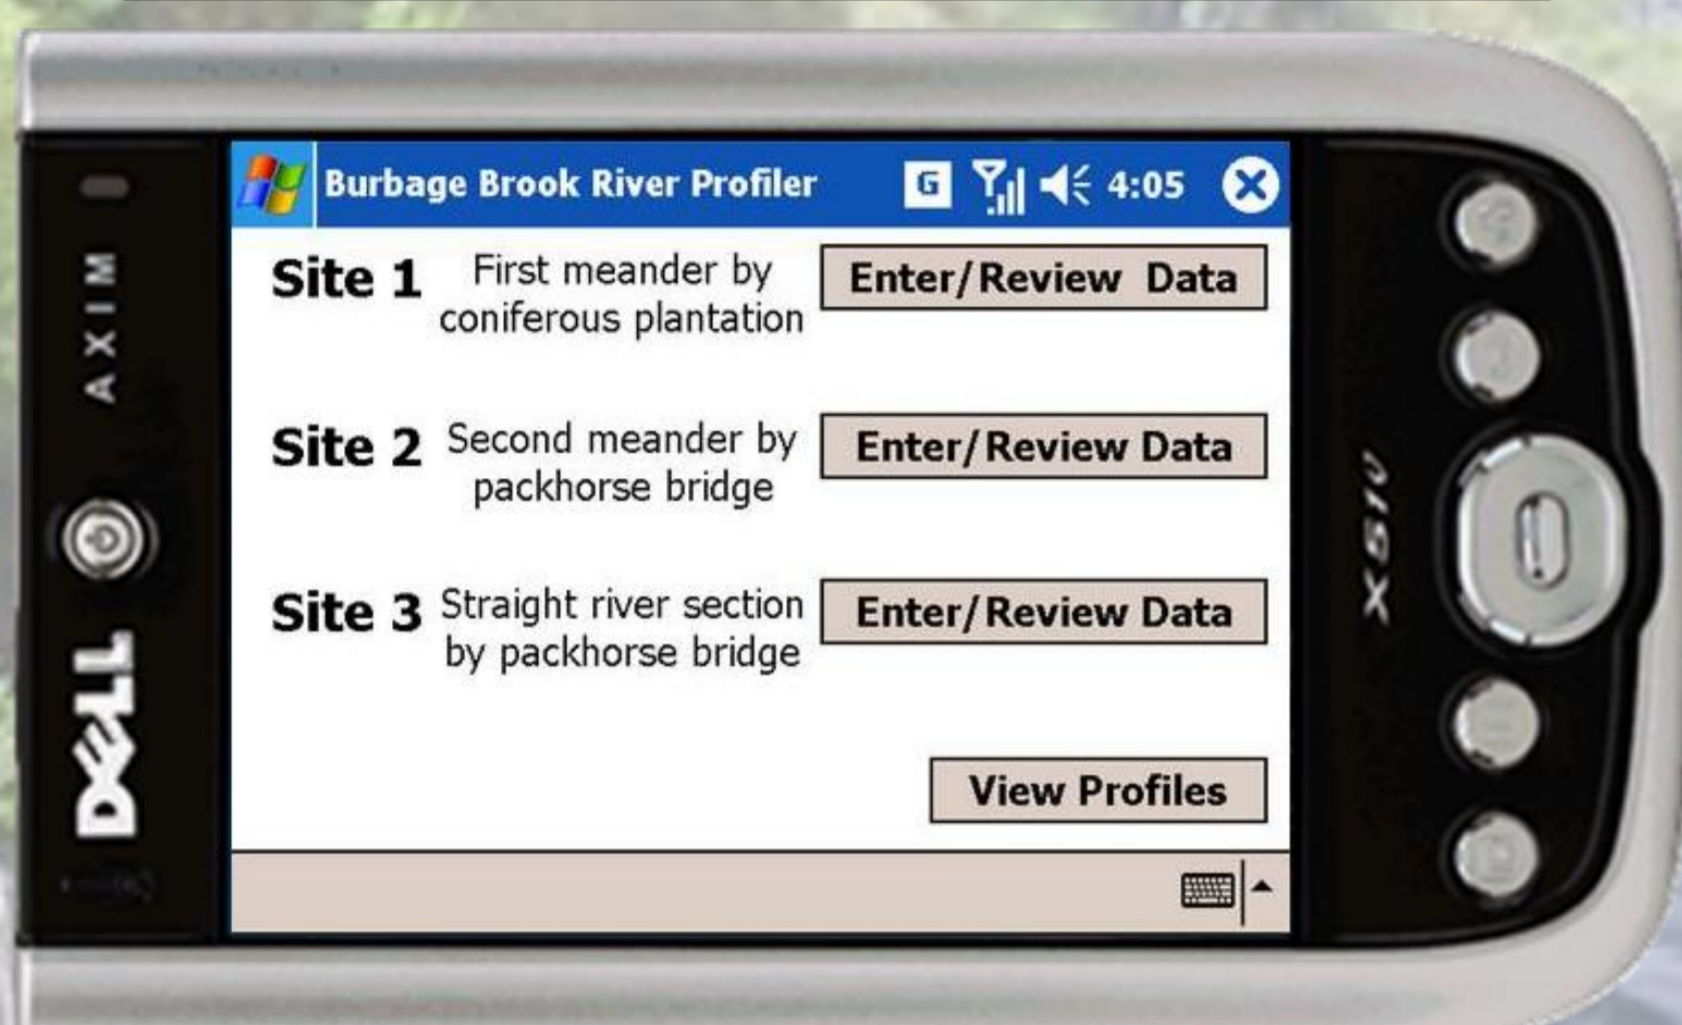 Burbage Brook River Profiler G 4:05
Site 1 First meander by Enter/Review Data
coniferous plantation
Site 2 Second meander by Enter/Review Data
packhorse bridge
Site 3 Straight river section Enter/Review Data
by packhorse bridge
View Profiles
AXIM
DELL
X51v